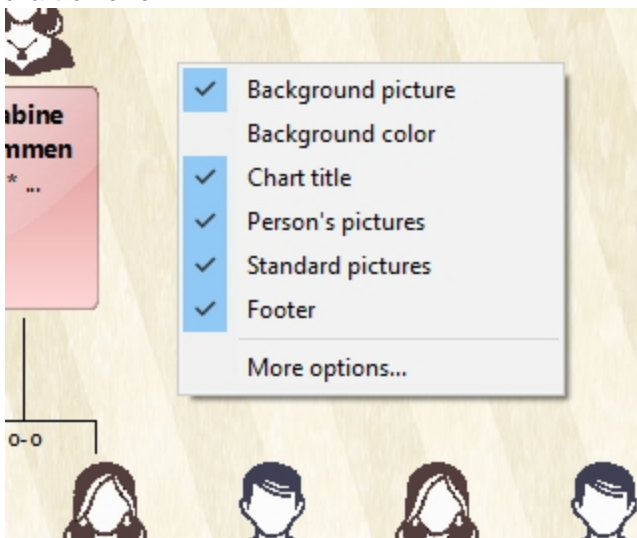 abine
mmen
* ...
Background picture
Background color
Chart title
Person's pictures
Standard pictures
Footer
More options...
o-o